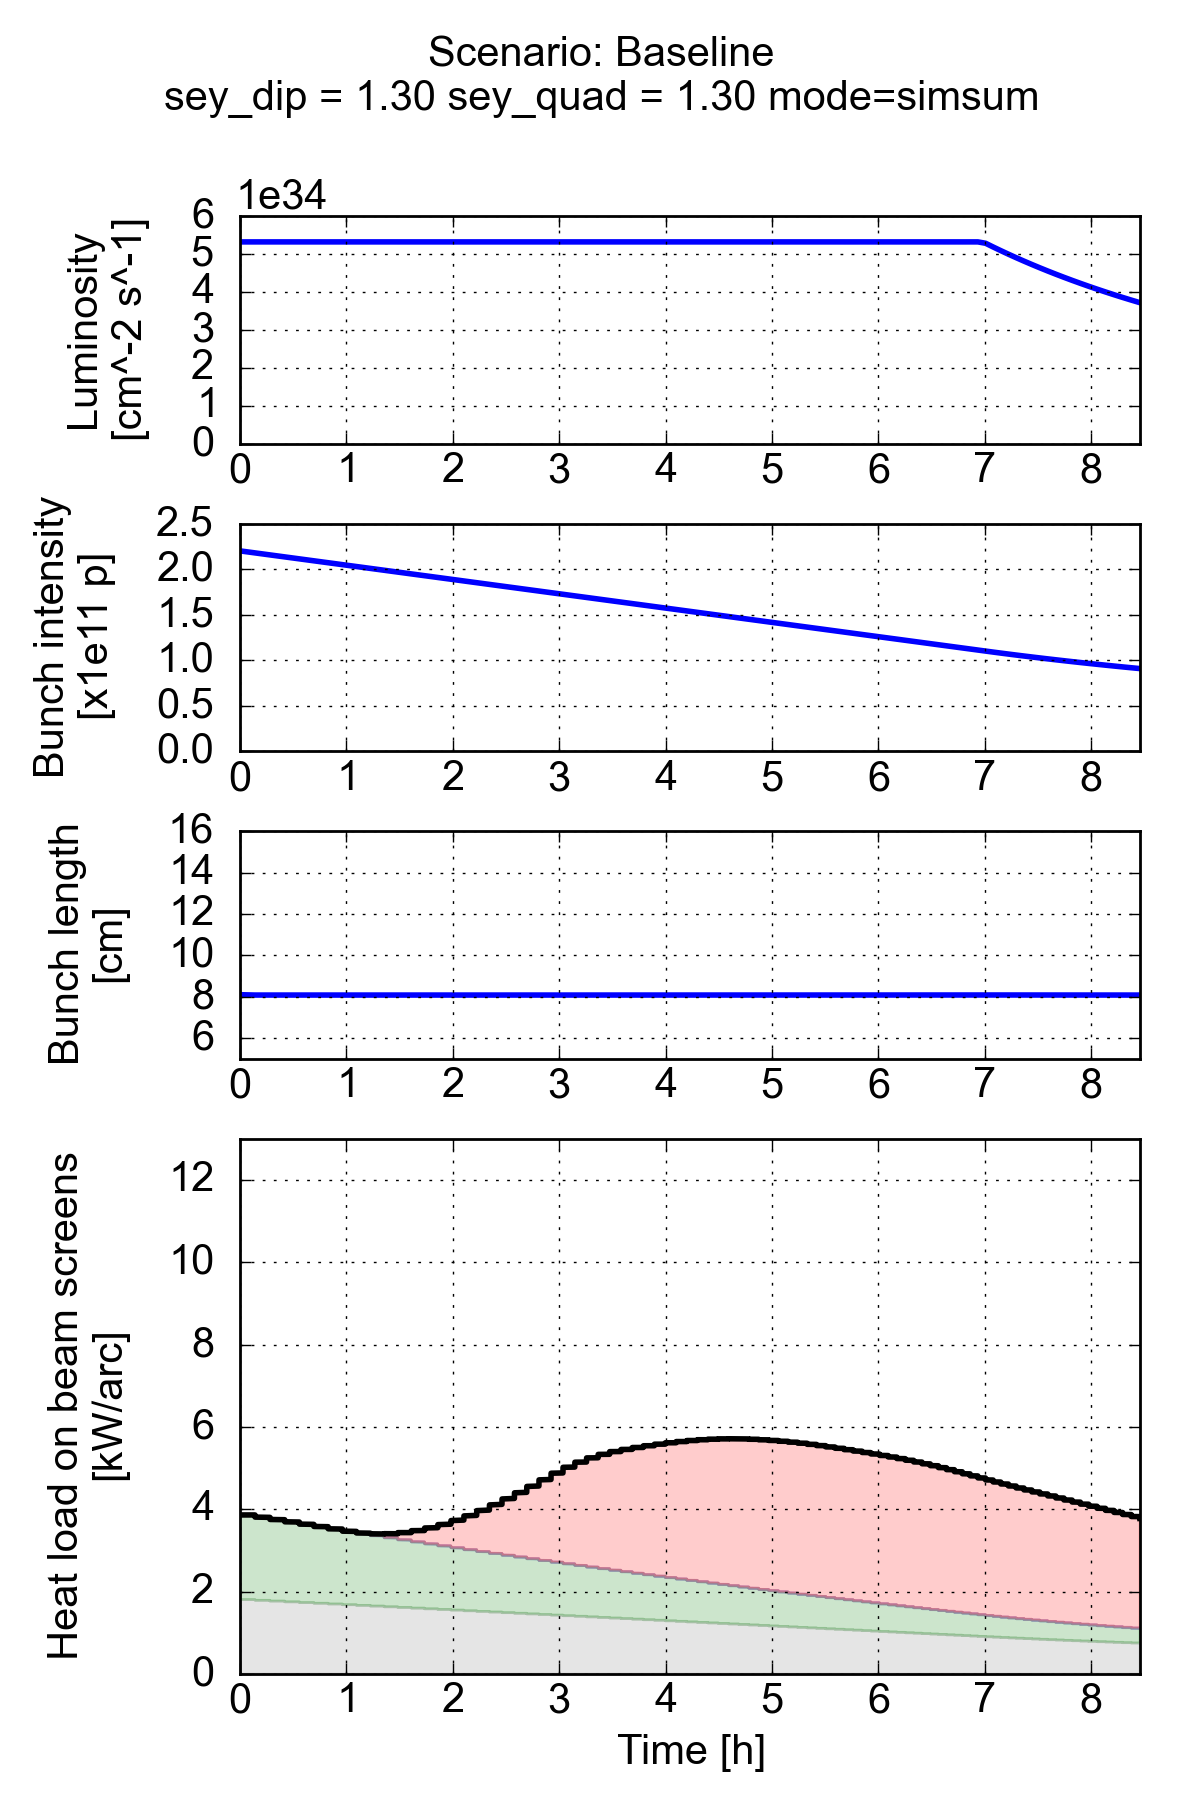 Scenario: Baseline
sey_dip = 1.30 sey_quad = 1.30 mode=simsum
1e34
Luminosity
[cm^-2 s^-1]
6
5
4
3
2
1
0
0 1 2 3 4 5 6 7 8
Bunch intensity
[x1e11 p]
2.5
2.0
1.5
1.0
0.5
0.0
0 1 2 3 4 5 6 7 8
Bunch length
[cm]
16
14
12
10
8
6
0 1 2 3 4 5 6 7 8
Heat load on beam screens
[kW/arc]
12
10
8
6
4
2
0
0 1 2 3 4 5 6 7 8
Time [h]